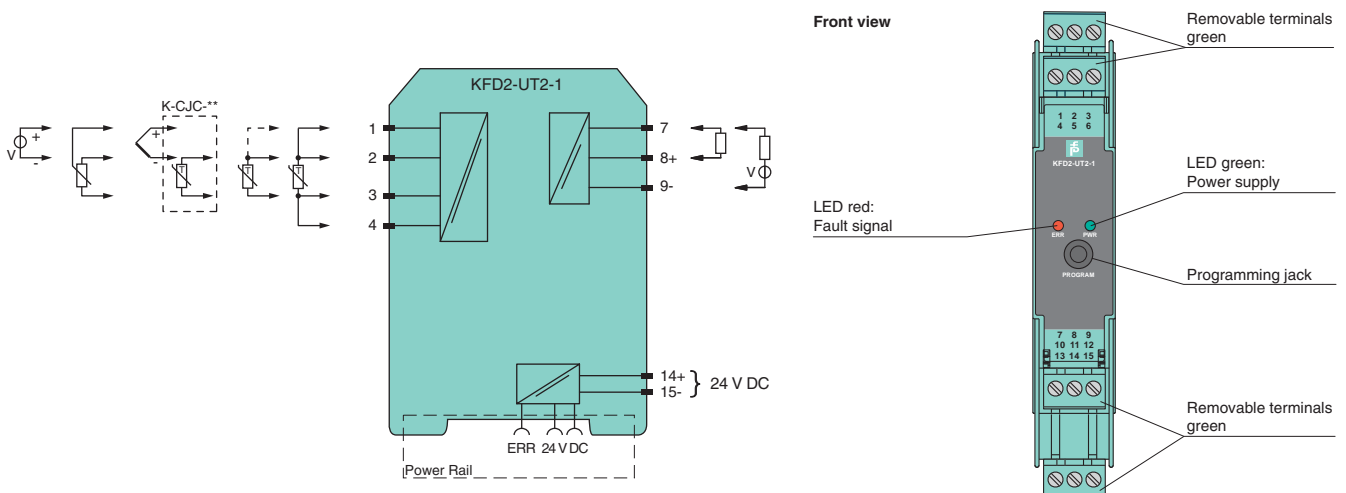 KFD2-UT2-1
K-CJC-**
+
V
-
+
-
T
T
T
1
2
3
4
7
8+
9-
V
14+
15-
} 24 V DC
ERR 24 V DC
Power Rail
Front view
Removable terminals
green
1 2 3
4 5 6
KFD2-UT2-1
LED green:
Power supply
LED red:
Fault signal
ERR PWR
PROGRAM
Programming jack
7 8 9
10 11 12
13 14 15
Removable terminals
green